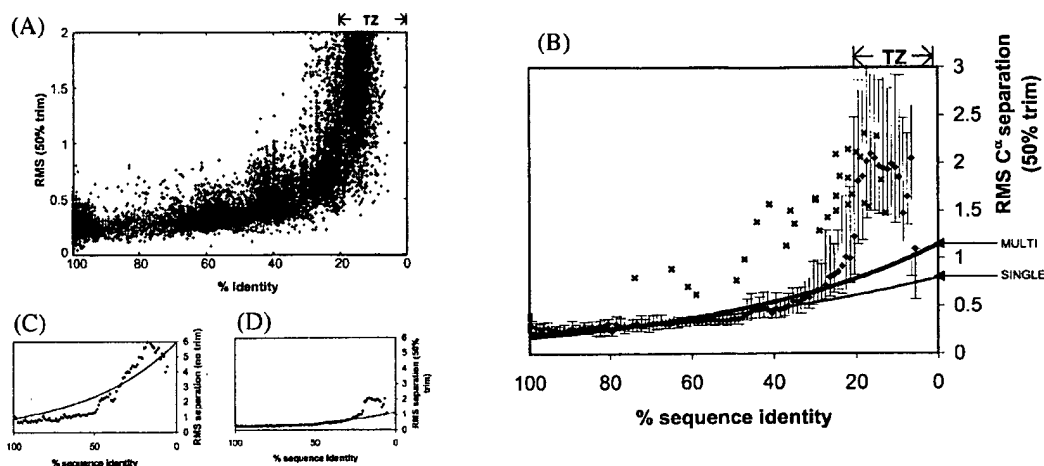 (A)
TZ
RMS (50% trim)
2
1.5
1
0.5
0
100
80
60
40
20
0
% identity
(B)
TZ
3
2.5
2
1.5
1
0.5
0
RMS Cα separation
(50% trim)
MULTI
SINGLE
100
80
60
40
20
0
% sequence identity
(C)
6
5
4
3
2
1
0
RMS separation (no trim)
100
50
0
% sequence identity
(D)
6
5
4
3
2
1
0
RMS separation (50%
trim)
100
50
0
% sequence identity